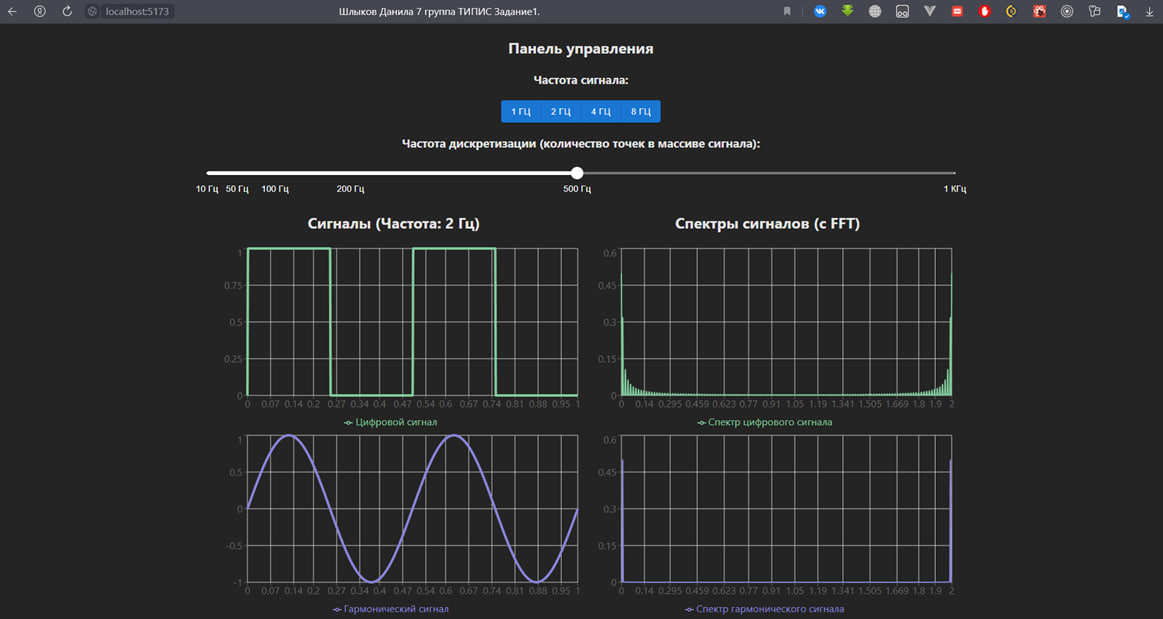 localhost:5173
Шлыков Данила 7 группа ТИПИС Задание1.
Панель управления
Частота сигнала:
1 ГЦ 2 ГЦ 4 ГЦ 8 ГЦ
Частота дискретизации (количество точек в массиве сигнала):
10 Гц 50 Гц 100 Гц 200 Гц 500 Гц 1 КГц
Сигналы (Частота: 2 Гц)
1
0.75
0.5
0.25
0
0 0.07 0.14 0.2 0.27 0.34 0.4 0.47 0.54 0.6 0.67 0.74 0.81 0.88 0.95 1
Цифровой сигнал
1
0.5
0
-0.5
-1
0 0.07 0.14 0.2 0.27 0.34 0.4 0.47 0.54 0.6 0.67 0.74 0.81 0.88 0.95 1
Гармонический сигнал
Спектры сигналов (с FFT)
0.6
0.45
0.3
0.15
0
0 0.14 0.295 0.459 0.623 0.77 0.91 1.05 1.19 1.341 1.505 1.669 1.8 1.9 2
Спектр цифрового сигнала
0.6
0.45
0.3
0.15
0
0 0.14 0.295 0.459 0.623 0.77 0.91 1.05 1.19 1.341 1.505 1.669 1.8 1.9 2
Спектр гармонического сигнала